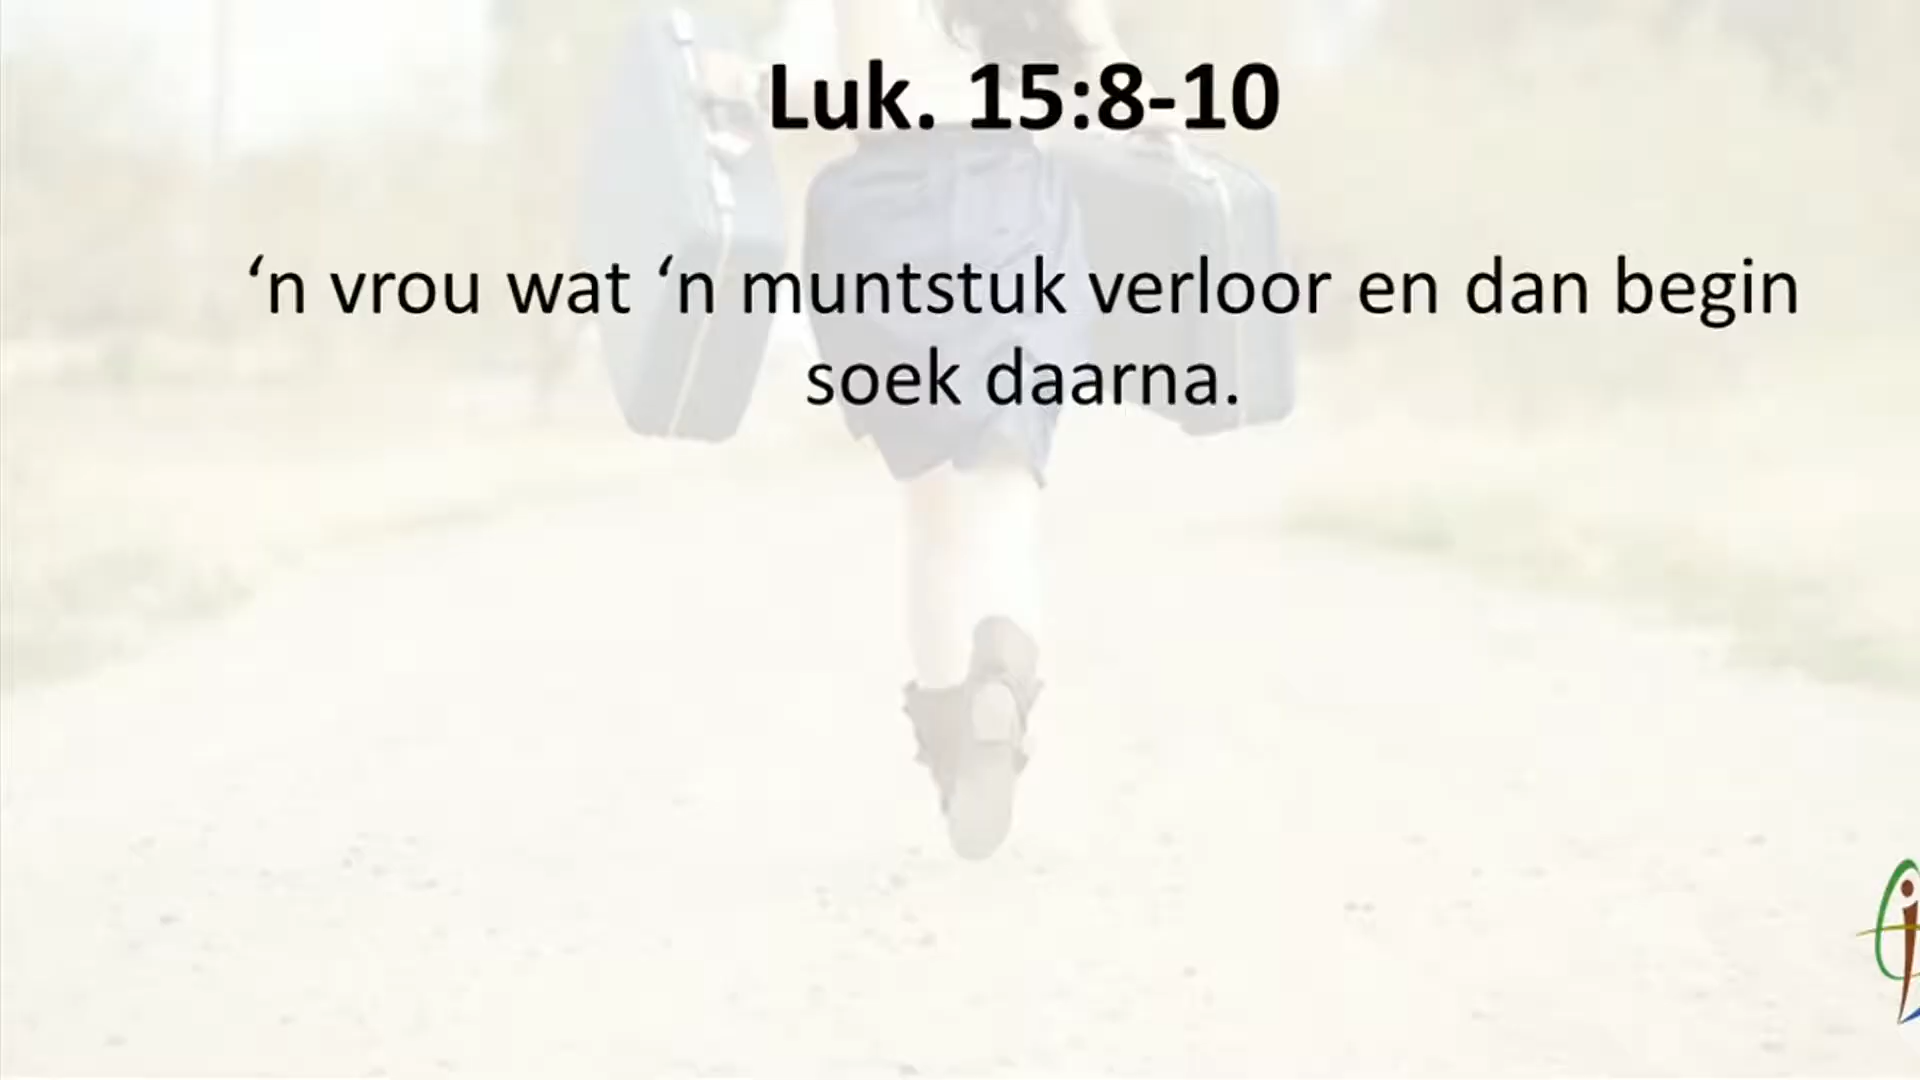 Luk. 15:8-10
‘n vrou wat ‘n muntstuk verloor en dan begin
soek daarna.